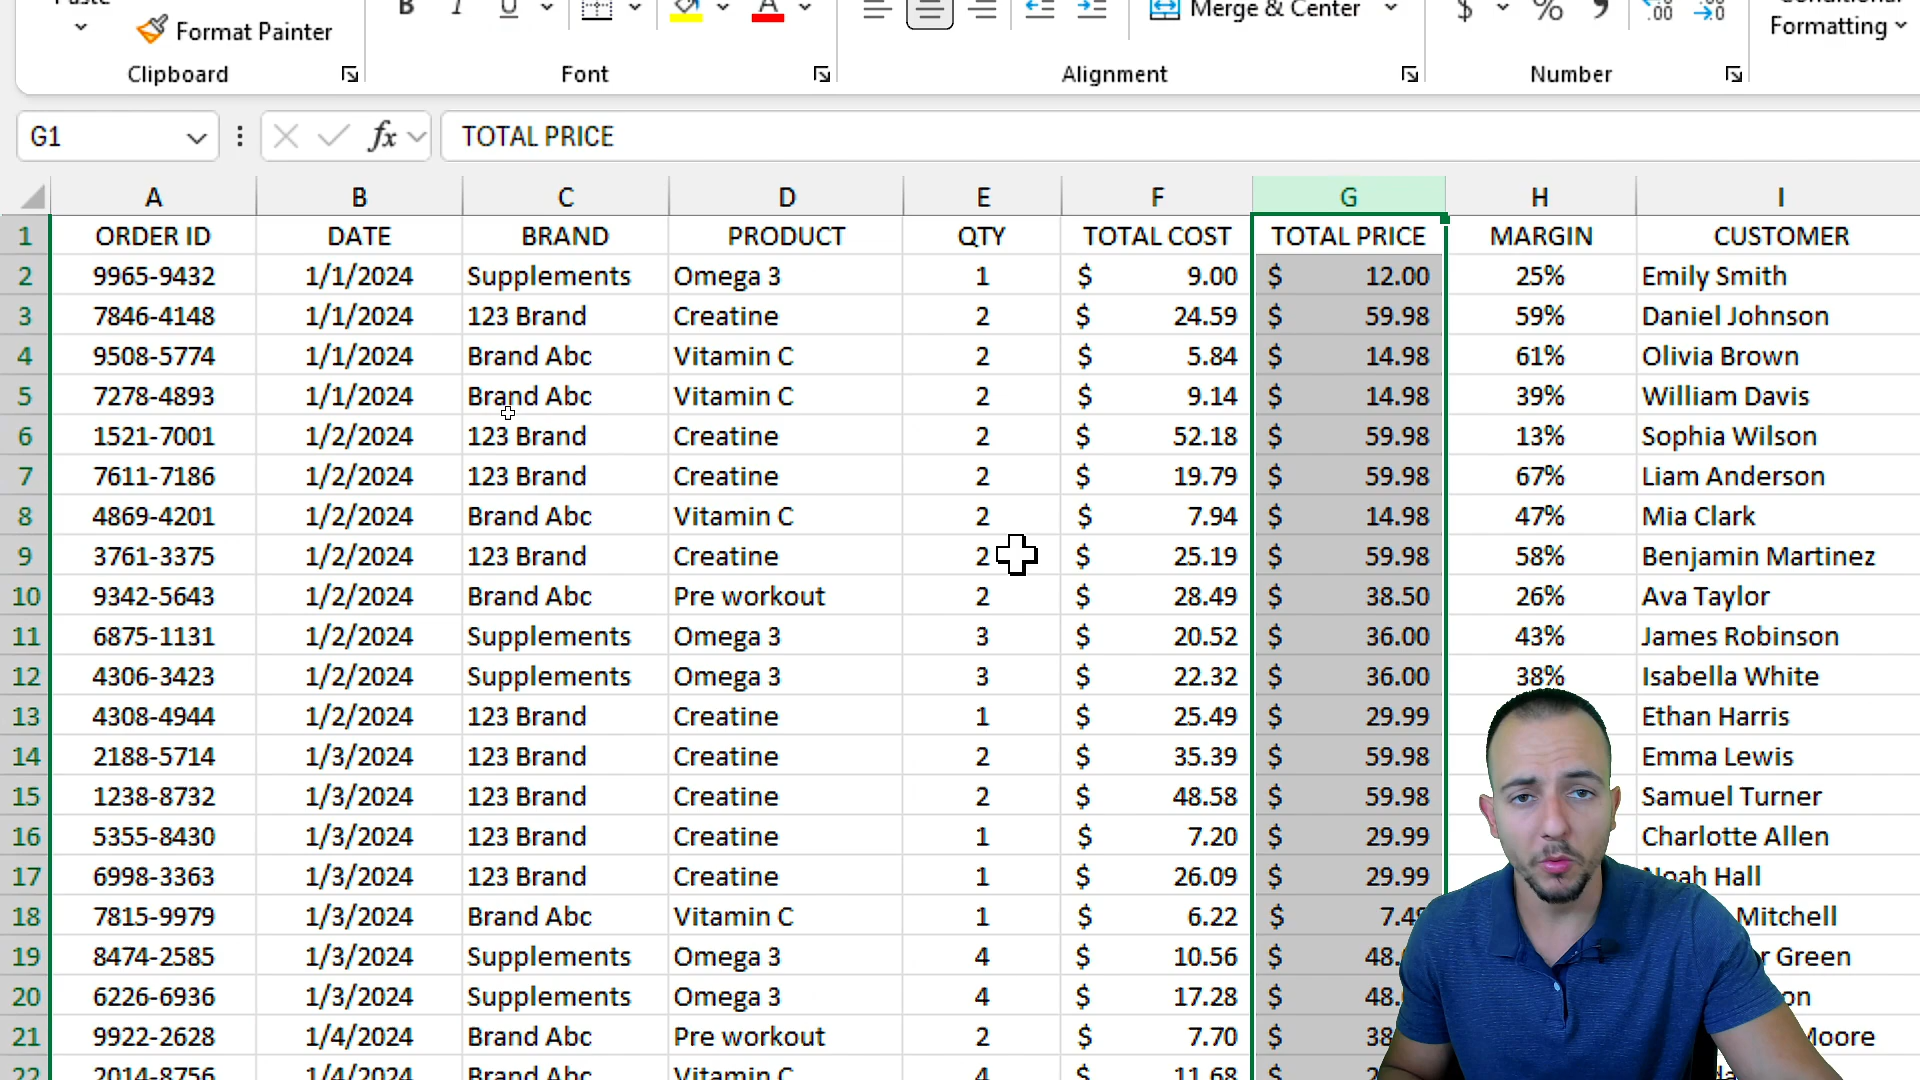 Format Painter
B I U A Merge & Center $ % 9 .00 .0
Formatting
Clipboard Font Alignment Number
G1 fx TOTAL PRICE
A B C D E F G H I
1 ORDER ID DATE BRAND PRODUCT QTY TOTAL COST TOTAL PRICE MARGIN CUSTOMER
2 9965-9432 1/1/2024 Supplements Omega 3 1 $ 9.00 $ 12.00 25% Emily Smith
3 7846-4148 1/1/2024 123 Brand Creatine 2 $ 24.59 $ 59.98 59% Daniel Johnson
4 9508-5774 1/1/2024 Brand Abc Vitamin C 2 $ 5.84 $ 14.98 61% Olivia Brown
5 7278-4893 1/1/2024 Brand Abc Vitamin C 2 $ 9.14 $ 14.98 39% William Davis
6 1521-7001 1/2/2024 123 Brand Creatine 2 $ 52.18 $ 59.98 13% Sophia Wilson
7 7611-7186 1/2/2024 123 Brand Creatine 2 $ 19.79 $ 59.98 67% Liam Anderson
8 4869-4201 1/2/2024 Brand Abc Vitamin C 2 $ 7.94 $ 14.98 47% Mia Clark
9 3761-3375 1/2/2024 123 Brand Creatine 2 $ 25.19 $ 59.98 58% Benjamin Martinez
10 9342-5643 1/2/2024 Brand Abc Pre workout 2 $ 28.49 $ 38.50 26% Ava Taylor
11 6875-1131 1/2/2024 Supplements Omega 3 3 $ 20.52 $ 36.00 43% James Robinson
12 4306-3423 1/2/2024 Supplements Omega 3 3 $ 22.32 $ 36.00 38% Isabella White
13 4308-4944 1/2/2024 123 Brand Creatine 1 $ 25.49 $ 29.99 Ethan Harris
14 2188-5714 1/3/2024 123 Brand Creatine 2 $ 35.39 $ 59.98 Emma Lewis
15 1238-8732 1/3/2024 123 Brand Creatine 2 $ 48.58 $ 59.98 Samuel Turner
16 5355-8430 1/3/2024 123 Brand Creatine 1 $ 7.20 $ 29.99 Charlotte Allen
17 6998-3363 1/3/2024 123 Brand Creatine 1 $ 26.09 $ 29.99 Noah Hall
18 7815-9979 1/3/2024 Brand Abc Vitamin C 1 $ 6.22 $ 7.49 Mitchell
19 8474-2585 1/3/2024 Supplements Omega 3 4 $ 10.56 $ 48. Green
20 6226-6936 1/3/2024 Supplements Omega 3 4 $ 17.28 $ 48.
21 9922-2628 1/4/2024 Brand Abc Pre workout 2 $ 7.70 $ 38 Moore
22 2014-8756 1/4/2024 Brand Abc Vitamin C 4 $ 11.68 $